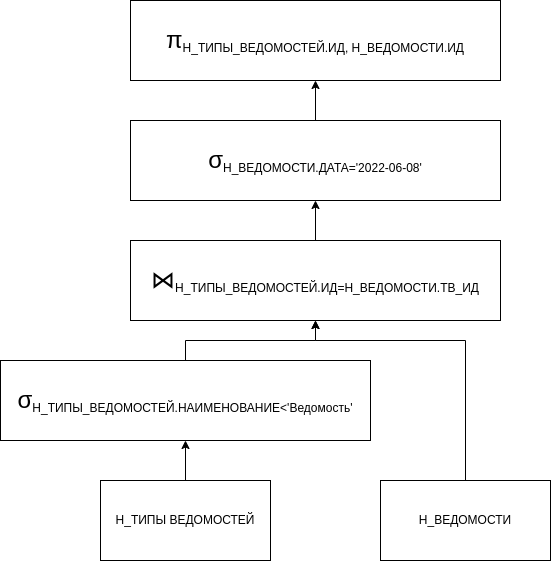 πН_ТИПЫ_ВЕДОМОСТЕЙ.ИД, Н_ВЕДОМОСТИ.ИД
σН_ВЕДОМОСТИ.ДАТА='2022-06-08'
⋈Н_ТИПЫ_ВЕДОМОСТЕЙ.ИД=Н_ВЕДОМОСТИ.ТВ_ИД
σН_ТИПЫ_ВЕДОМОСТЕЙ.НАИМЕНОВАНИЕ<'Ведомость'
Н_ТИПЫ ВЕДОМОСТЕЙ
Н_ВЕДОМОСТИ